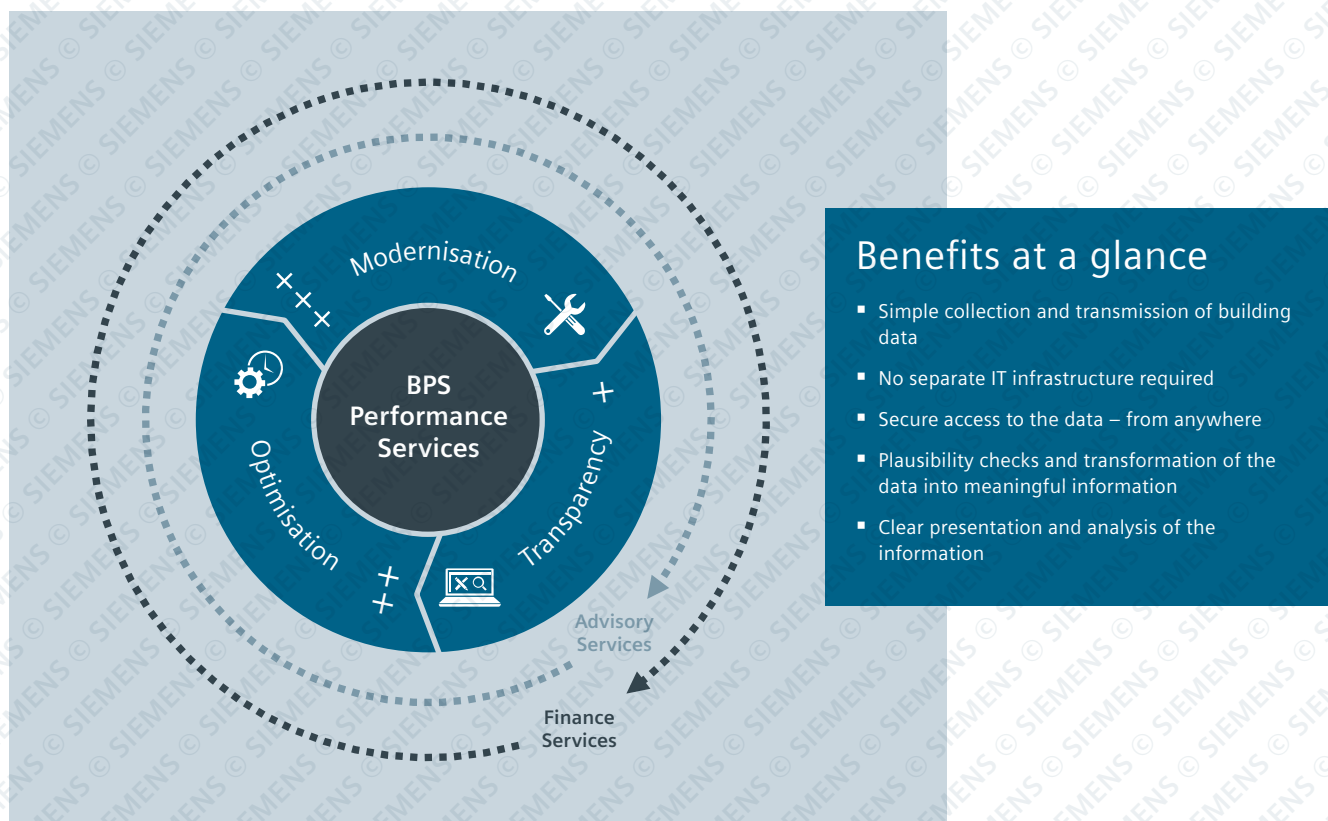 Modernisation
BPS
Performance
Services
Optimisation
Transparency
Advisory
Services
Finance
Services
Benefits at a glance
▪ Simple collection and transmission of building
data
▪ No separate IT infrastructure required
▪ Secure access to the data – from anywhere
▪ Plausibility checks and transformation of the
data into meaningful information
▪ Clear presentation and analysis of the
information
© SIEMENS